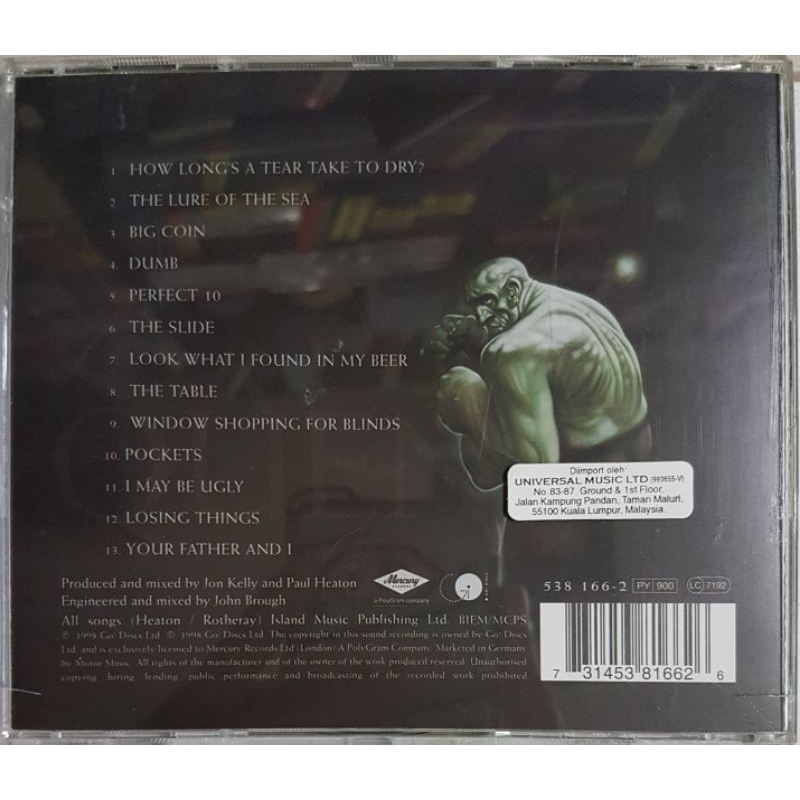 1. HOW LONG'S A TEAR TAKE TO DRY?
2. THE LURE OF THE SEA
3. BIG COIN
4. DUMB
5. PERFECT 10
6. THE SLIDE
7. LOOK WHAT I FOUND IN MY BEER
8. THE TABLE
9. WINDOW SHOPPING FOR BLINDS
10. POCKETS
11. I MAY BE UGLY
12. LOSING THINGS
13. YOUR FATHER AND I
Diimport oleh:
UNIVERSAL MUSIC LTD (993655-V)
No. 83-87 Ground & 1st Floor,
Jalan Kampung Pandan, Taman Maluri,
55100 Kuala Lumpur, Malaysia.
Produced and mixed by Jon Kelly and Paul Heaton
Engineered and mixed by John Brough
Mercury
RECORDS
a PolyGram company
538 166-2 PY 900 LC 7192
All songs (Heaton / Rotheray) Island Music Publishing Ltd. BIEM/MCPS
℗ 1998 Go! Discs Ltd. © 1998 Go! Discs Ltd. The copyright in this sound recording is owned by Go! Discs
Ltd. and is exclusively licensed to Mercury Records Ltd (London) A PolyGram Company. Marketed in Germany
by Motor Music. All rights of the manufacturer and of the owner of the work produced reserved. Unauthorised
copying, hiring, lending, public performance and broadcasting of the recorded work prohibited
7 31453 81662 6